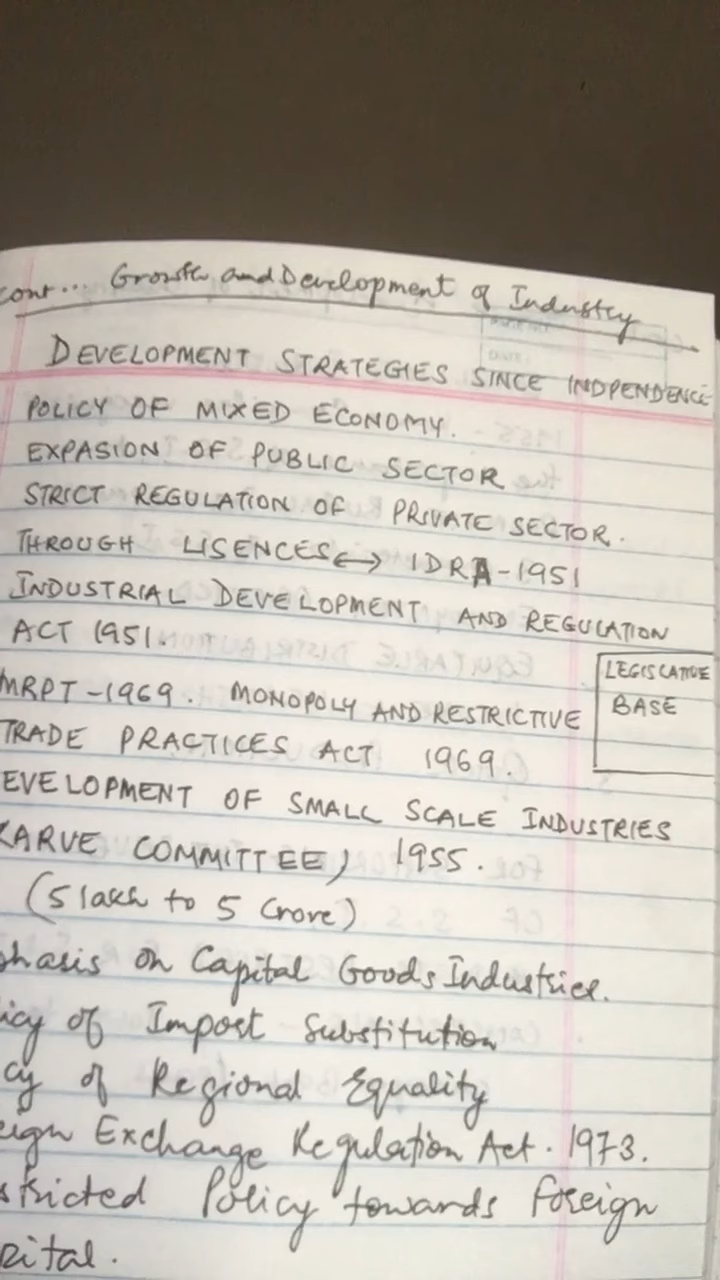 cont... Growth and Development of Industry
DEVELOPMENT STRATEGIES SINCE INDPENDENCE
POLICY OF MIXED ECONOMY.
EXPASION OF PUBLIC SECTOR
STRICT REGULATION OF PRIVATE SECTOR.
THROUGH LISENCES ↔ IDRA-1951
INDUSTRIAL DEVELOPMENT AND REGULATION
ACT 1951.
LEGISLATIVE
BASE
MRPT-1969. MONOPOLY AND RESTRICTIVE
TRADE PRACTICES ACT 1969.
EVELOPMENT OF SMALL SCALE INDUSTRIES
KARVE COMMITTEE) 1955.
(5 lakh to 5 Crore)
phasis on Capital Goods Industries.
icy of Import Substitution
cy of Regional Equality
eign Exchange Regulation Act. 1973.
stricted Policy towards foreign
pital.